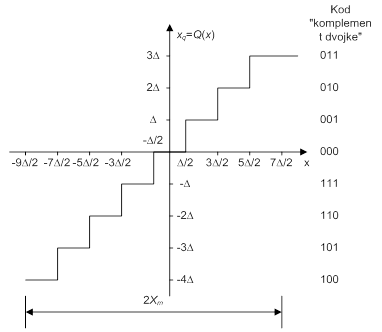 Kod
"komplemen
t dvojke"
x_q=Q(x)
3Δ 011
2Δ 010
Δ 001
-Δ/2
000
-9Δ/2 -7Δ/2 -5Δ/2 -3Δ/2 Δ/2 3Δ/2 5Δ/2 7Δ/2 x
-Δ 111
-2Δ 110
-3Δ 101
-4Δ 100
2X_m